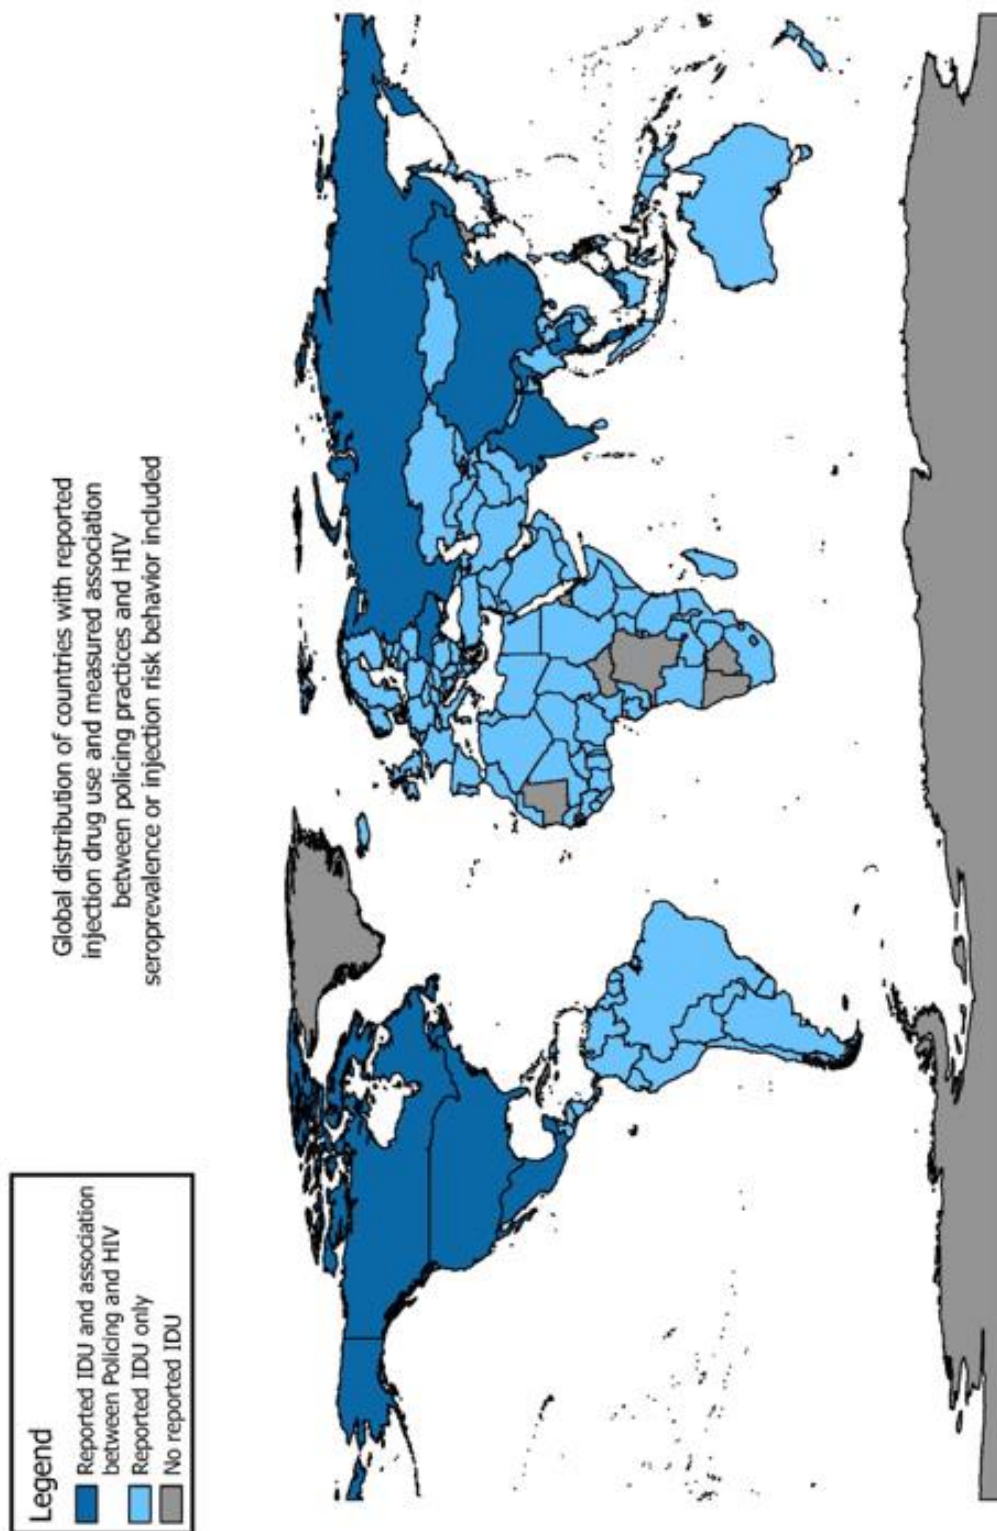 Global distribution of countries with reported
injection drug use and measured association
between policing practices and HIV
seroprevalence or injection risk behavior included
Legend
Reported IDU and association
between Policing and HIV
Reported IDU only
No reported IDU